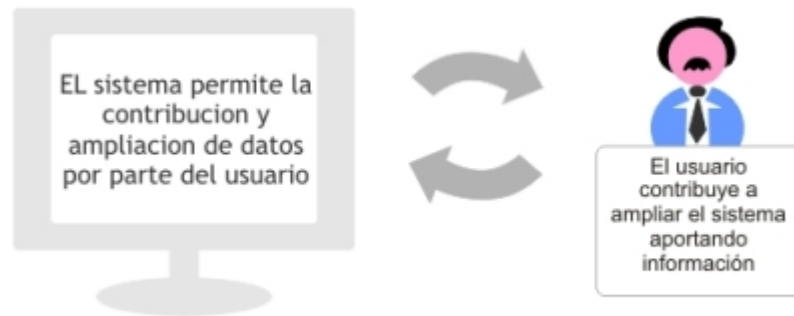 EL sistema permite la
contribucion y
ampliacion de datos
por parte del usuario
El usuario
contribuye a
ampliar el sistema
aportando
información